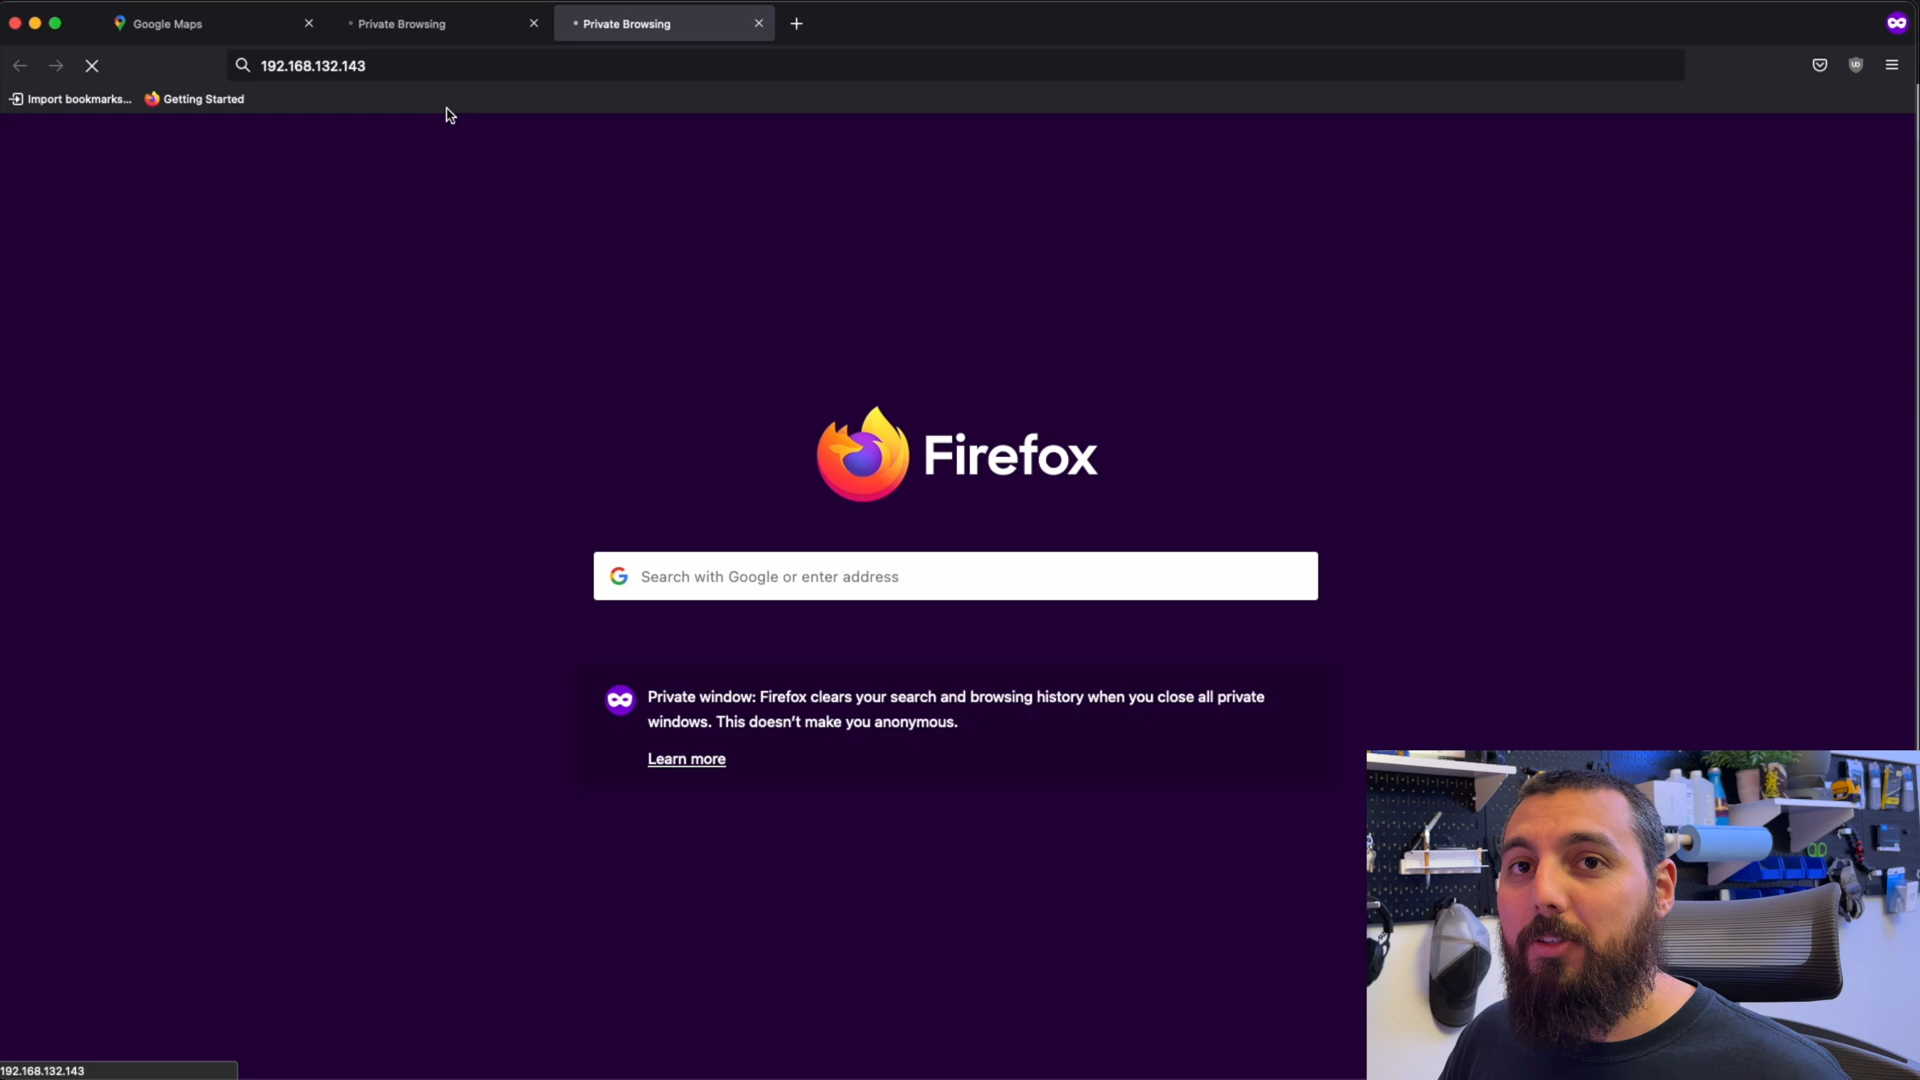 Google Maps
Private Browsing
Private Browsing
192.168.132.143
Import bookmarks...
Getting Started
Firefox
Search with Google or enter address
Private window: Firefox clears your search and browsing history when you close all private
windows. This doesn't make you anonymous.
Learn more
192.168.132.143